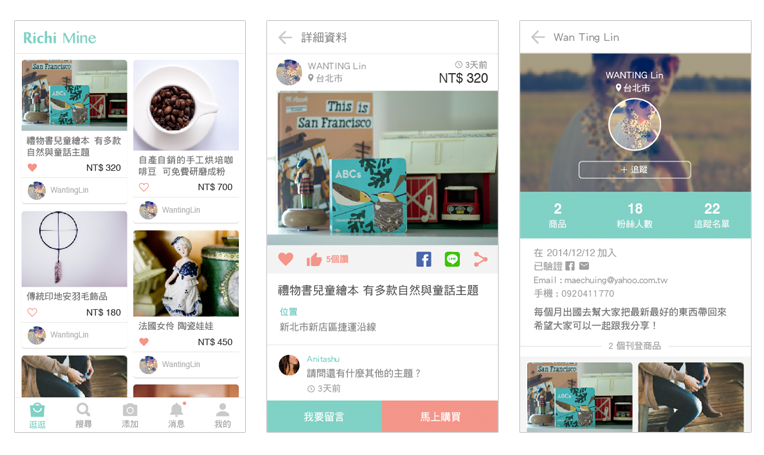 Richi Mine
San Francisco
ABCs
禮物書兒童繪本 有多款
自然與童話主題
NT$ 320
WantingLin
傳統印地安羽毛飾品
NT$ 180
WantingLin
自產自銷的手工烘培咖
啡豆 可免費研磨成粉
NT$ 700
WantingLin
法國女伶 陶瓷娃娃
NT$ 450
WantingLin
逛逛
搜尋
添加
消息
我的
詳細資料
WANTING Lin
台北市
3天前
NT$ 320
This is
San Francisco
ABCs
5個讚
f
LINE
禮物書兒童繪本 有多款自然與童話主題
位置
新北市新店區捷運沿線
Anitashu
請問還有什麼其他的主題？
3天前
我要留言
馬上購買
Wan Ting Lin
WANTING Lin
台北市
+ 追蹤
2
商品
18
粉絲人數
22
追蹤名單
在 2014/12/12 加入
已驗證
Email : maechuing@yahoo.com.tw
手機 : 0920411770
每個月出國去幫大家把最新最好的東西帶回來
希望大家可以一起跟我分享！
2 個刊登商品
This is
San Francisco
ABCs